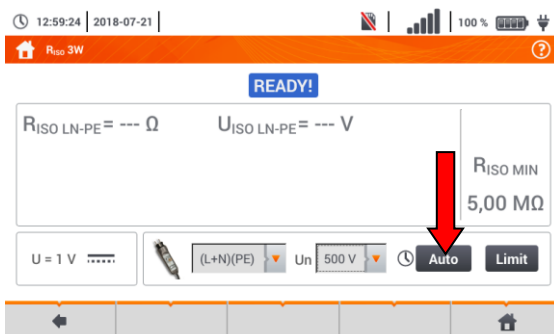 12:59:24 2018-07-21 100 %
RISO 3W ?
READY!
RISO LN-PE= --- Ω UISO LN-PE= --- V
RISO MIN
5,00 MΩ
U = 1 V (L+N)(PE) Un 500 V Auto Limit